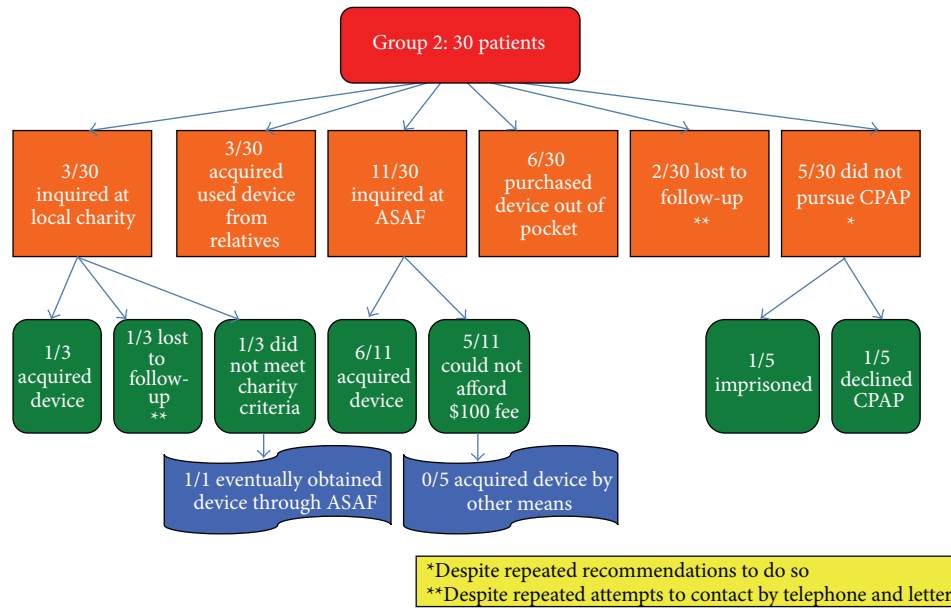 Group 2: 30 patients
3/30
inquired at
local charity
3/30
acquired
used device
from
relatives
11/30
inquired at
ASAF
6/30
purchased
device out of
pocket
2/30 lost to
follow-up
**
5/30 did not
pursue CPAP
*
1/3
acquired
device
1/3 lost
to
follow-
up
**
1/3 did
not meet
charity
criteria
6/11
acquired
device
5/11
could not
afford
$100 fee
1/5
imprisoned
1/5
declined
CPAP
1/1 eventually obtained
device through ASAF
0/5 acquired device by
other means
*Despite repeated recommendations to do so
**Despite repeated attempts to contact by telephone and letter